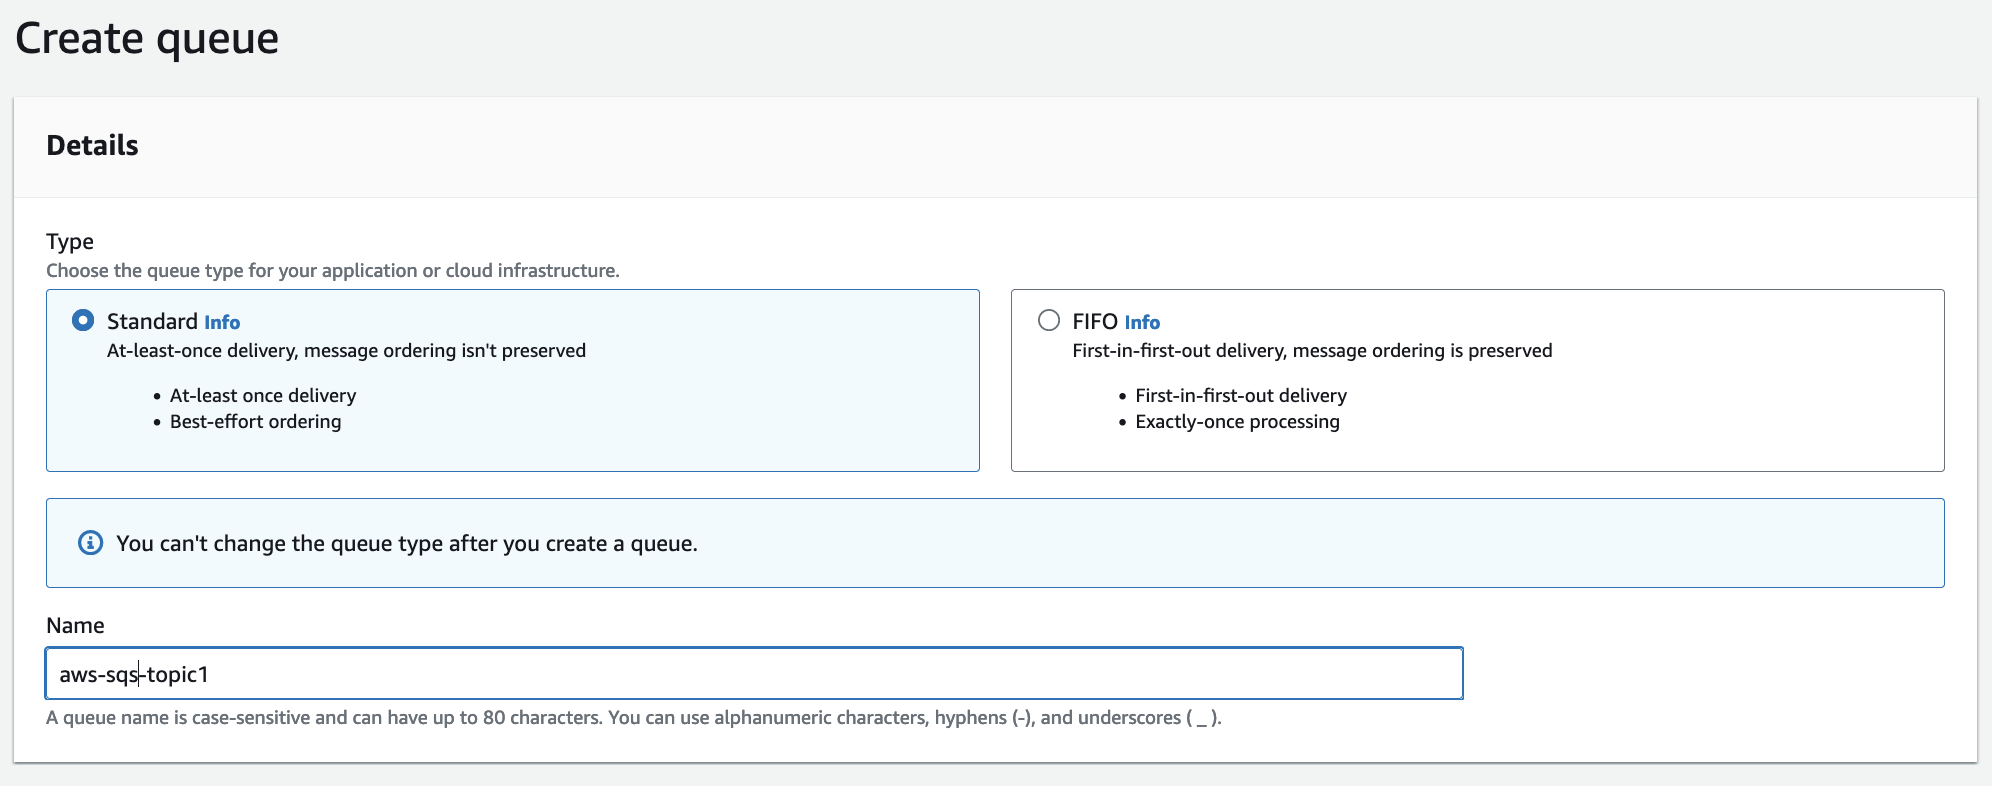 Create queue
Details
Type
Choose the queue type for your application or cloud infrastructure.
Standard Info
At-least-once delivery, message ordering isn't preserved
• At-least once delivery
• Best-effort ordering
FIFO Info
First-in-first-out delivery, message ordering is preserved
• First-in-first-out delivery
• Exactly-once processing
You can't change the queue type after you create a queue.
Name
aws-sqs-topic1
A queue name is case-sensitive and can have up to 80 characters. You can use alphanumeric characters, hyphens (-), and underscores ( _ ).